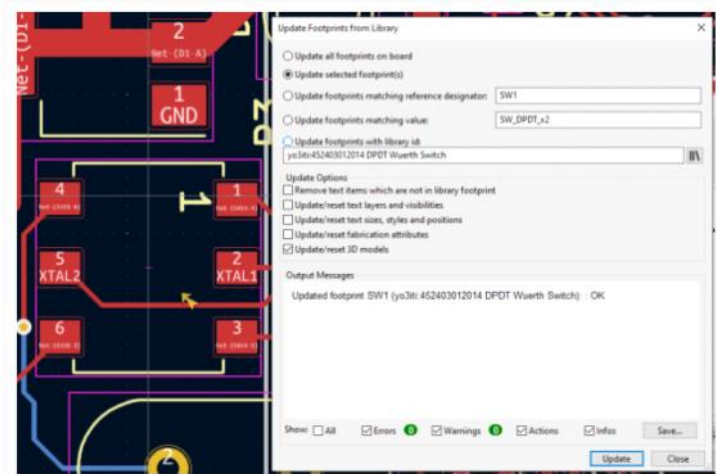 2
Net-(D1-A)
1
GND
4
1
5
XTAL2
2
XTAL1
6
3
1
2
Update Footprints from Library
Update all footprints on board
Update selected footprint(s)
Update footprints matching reference designator:
SW1
Update footprints matching value:
SW_DPDT_x2
Update footprints with library id:
yo3iti:452403012014 DPDT Wuerth Switch
Update Options
Remove text items which are not in library footprint
Update/reset text layers and visibilities
Update/reset text sizes, styles and positions
Update/reset fabrication attributes
Update/reset 3D models
Output Messages
Updated footprint SW1 (yo3iti:452403012014 DPDT Wuerth Switch): : OK
Show: All Errors 0 Warnings 0 Actions Infos Save...
Update Close